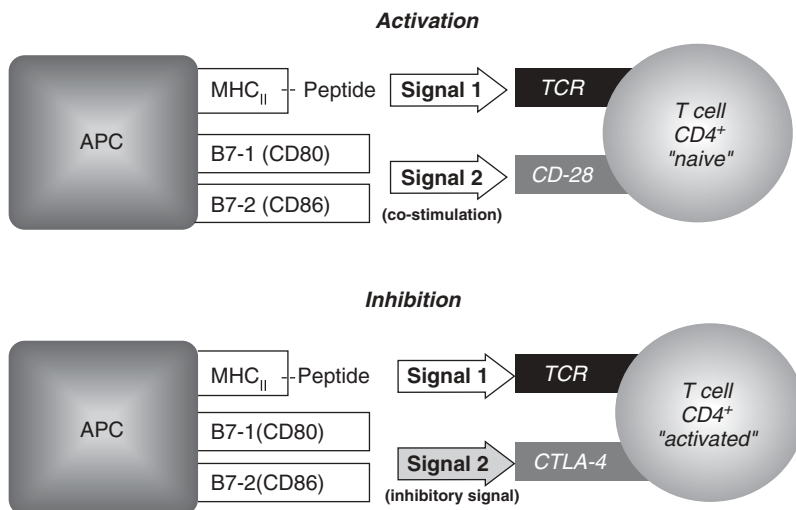 Activation
APC
MHC_II -- Peptide
Signal 1
TCR
B7-1 (CD80)
B7-2 (CD86)
Signal 2
(co-stimulation)
CD-28
T cell
CD4⁺
"naive"
Inhibition
APC
MHC_II --Peptide
Signal 1
TCR
B7-1(CD80)
B7-2(CD86)
Signal 2
(inhibitory signal)
CTLA-4
T cell
CD4⁺
"activated"